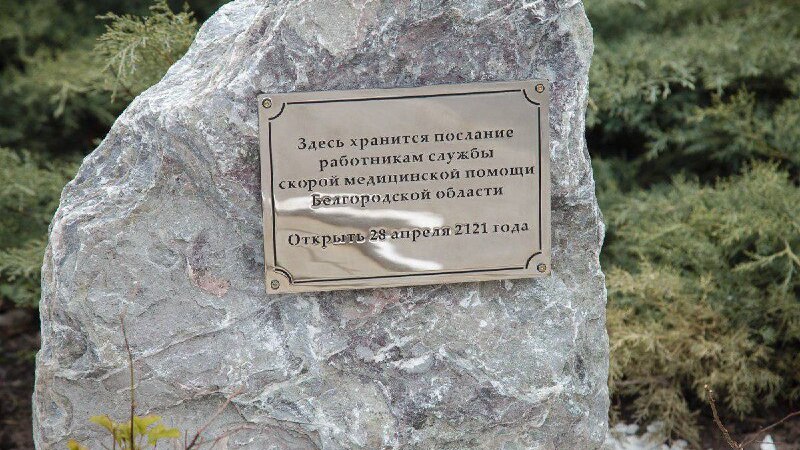 Здесь хранится послание
работникам службы
скорой медицинской помощи
Белгородской области
Открыть 28 апреля 2121 года